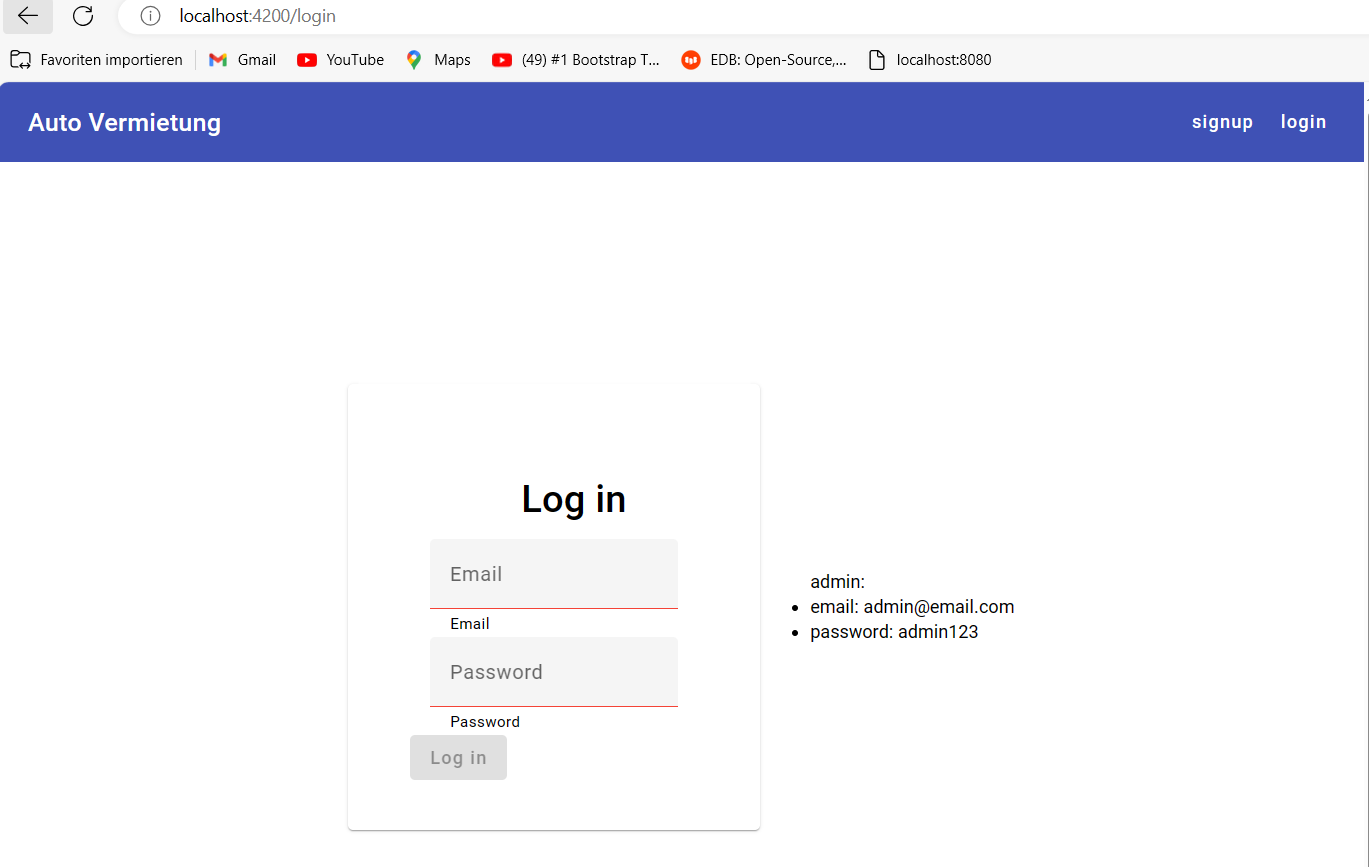 localhost:4200/login
Favoriten importieren Gmail YouTube Maps (49) #1 Bootstrap T... EDB: Open-Source,... localhost:8080
Auto Vermietung signup login
Log in
Email
Email
Password
Password
Log in
admin:
email: admin@email.com
password: admin123